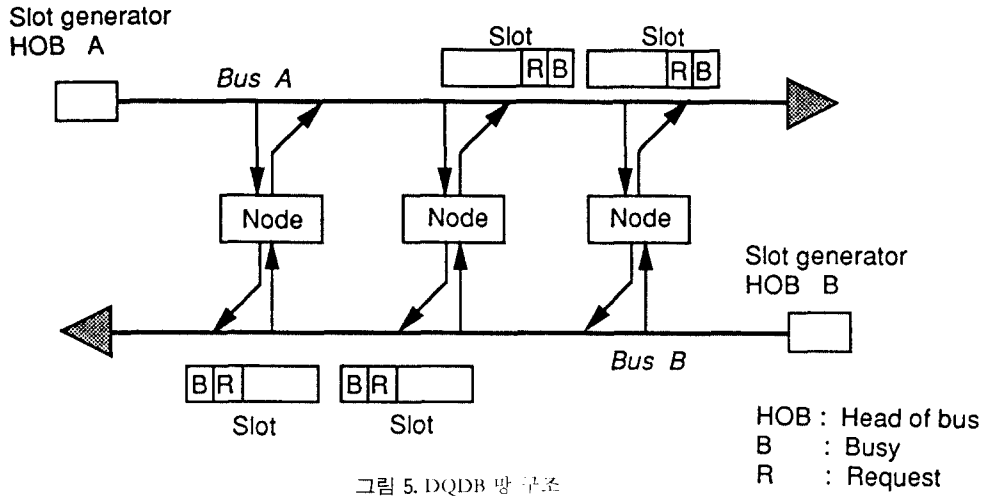 Slot generator
HOB A
Bus A
Slot
Slot
R B
R B
Node
Node
Node
Slot generator
HOB B
Bus B
B R
B R
Slot
Slot
HOB : Head of bus
B : Busy
R : Request
그림 5. DQDB 망 구조